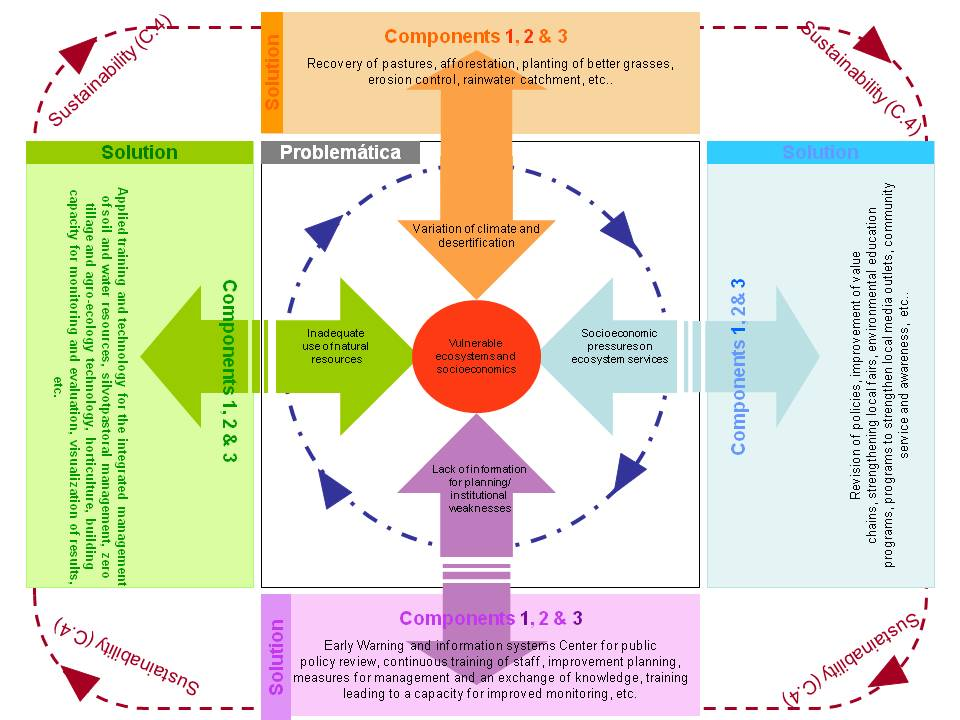 Sustainability (C.4)
Sustainability (C.4)
Solution
Components 1, 2 & 3
Recovery of pastures, afforestation, planting of better grasses,
erosion control, rainwater catchment, etc..
Solution
Components 1, 2 & 3
Applied training and technology for the integrated management
of soil and water resources, silvotpastoral management, zero
tillage and agro-ecology technology, horticulture, building
capacity for monitoring and evaluation, visualization of results,
etc.
Problemática
Variation of climate and
desertification
Inadequate
use of natural
resources
Vulnerable
ecosystems and
socioeconomics
Socioeconomic
pressures on
ecosystem services
Lack of information
for planning/
institutional
weaknesses
Solution
Components 1, 2 & 3
Revision of policies, improvement of value
chains, strengthening local fairs, environmental education
programs, programs to strengthen local media outlets, community
service and awareness, etc..
Solution
Components 1, 2 & 3
Early Warning and information systems Center for public
policy review, continuous training of staff, improvement planning,
measures for management and an exchange of knowledge, training
leading to a capacity for improved monitoring, etc.
Sustainability (C.4)
Sustainability (C.4)